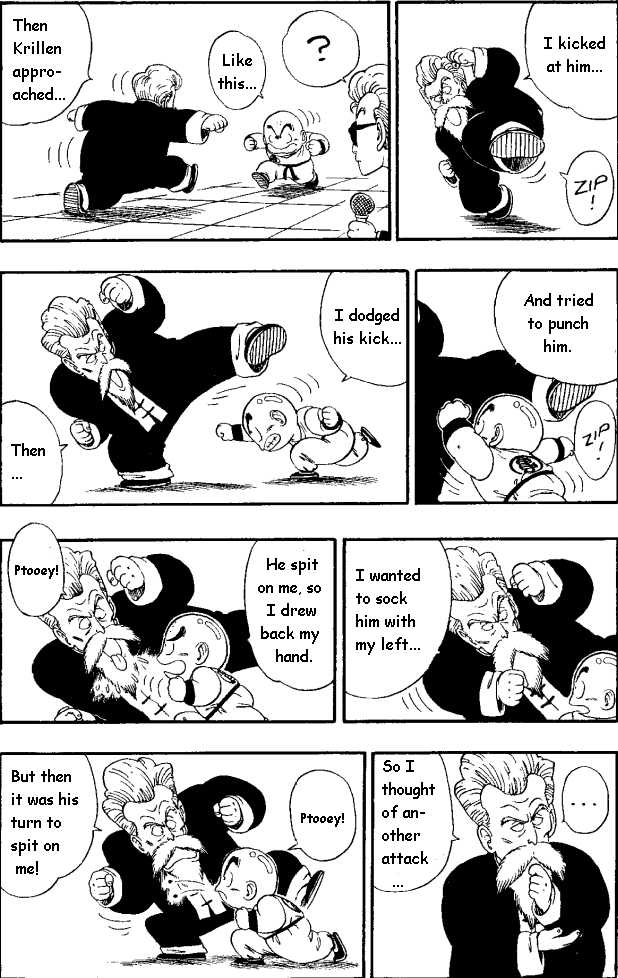 Then
Krillen
appro-
ached...
Like
this...
?
I kicked
at him...
ZIP
!
I dodged
his kick...
Then
...
And tried
to punch
him.
ZIP
!
Ptooey!
He spit
on me, so
I drew
back my
hand.
I wanted
to sock
him with
my left...
But then
it was his
turn to
spit on
me!
Ptooey!
So I
thought
of an-
other
attack
...
...